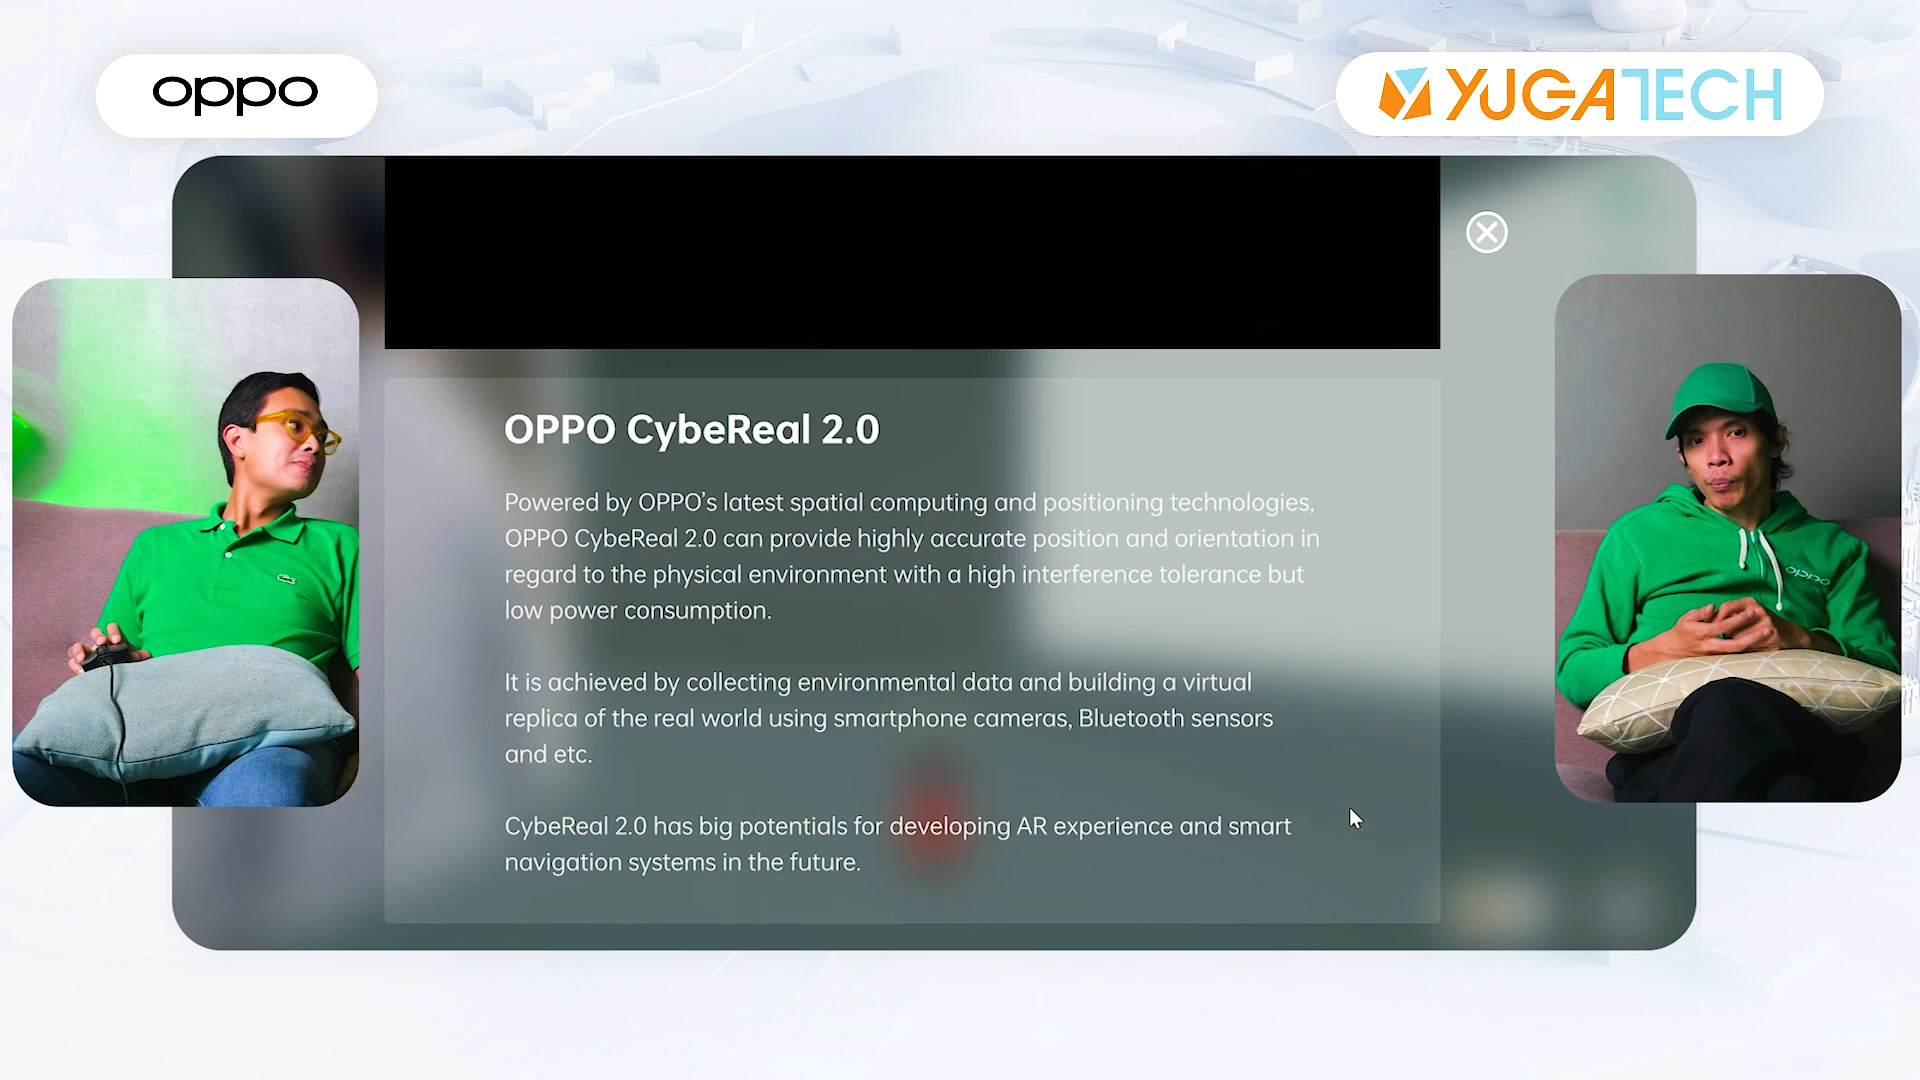 oppo
YUGATECH
OPPO CybeReal 2.0
Powered by OPPO's latest spatial computing and positioning technologies,
OPPO CybeReal 2.0 can provide highly accurate position and orientation in
regard to the physical environment with a high interference tolerance but
low power consumption.
It is achieved by collecting environmental data and building a virtual
replica of the real world using smartphone cameras, Bluetooth sensors
and etc.
CybeReal 2.0 has big potentials for developing AR experience and smart
navigation systems in the future.
oppo